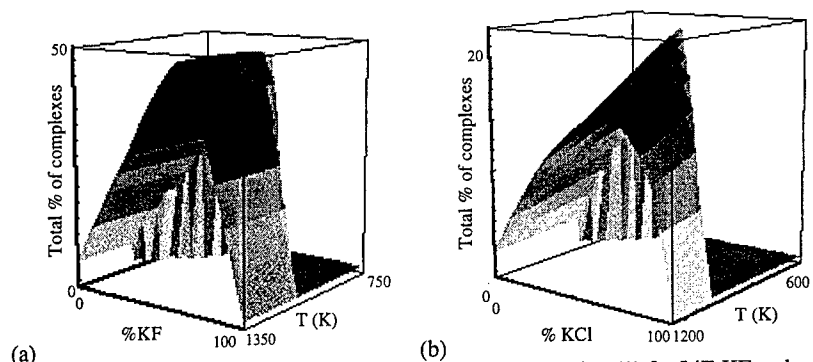 50
Total % of complexes
0
0
%KF
100
1350
T (K)
750
(a)
20
Total % of complexes
0
0
% KCl
100
1200
T (K)
600
(b)